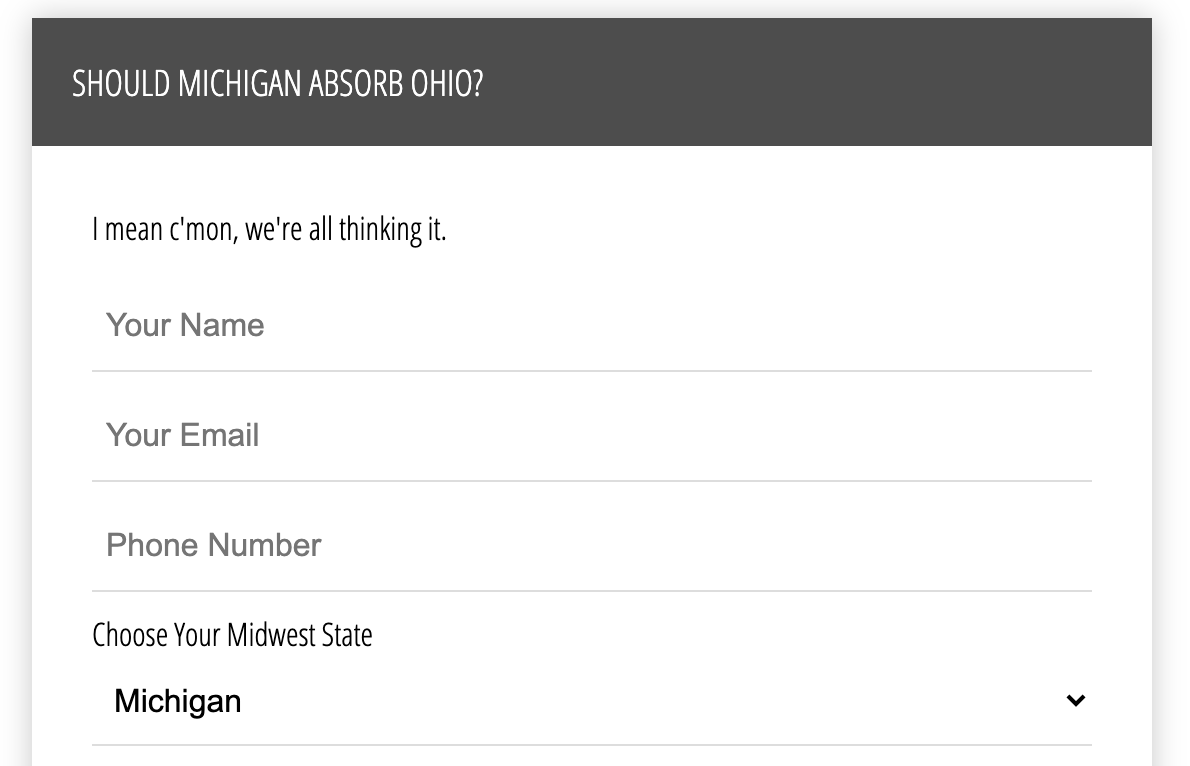 SHOULD MICHIGAN ABSORB OHIO?
I mean c'mon, we're all thinking it.
Your Name
Your Email
Phone Number
Choose Your Midwest State
Michigan